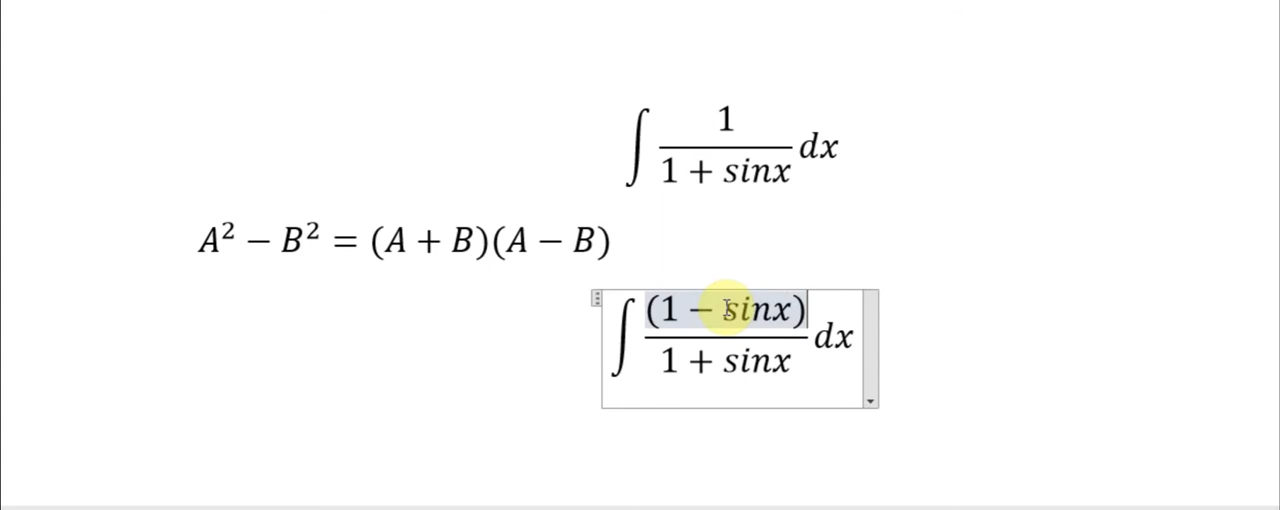 ∫ 1/(1 + sinx) dx
A² − B² = (A + B)(A − B)
∫ (1 − sinx)/(1 + sinx) dx